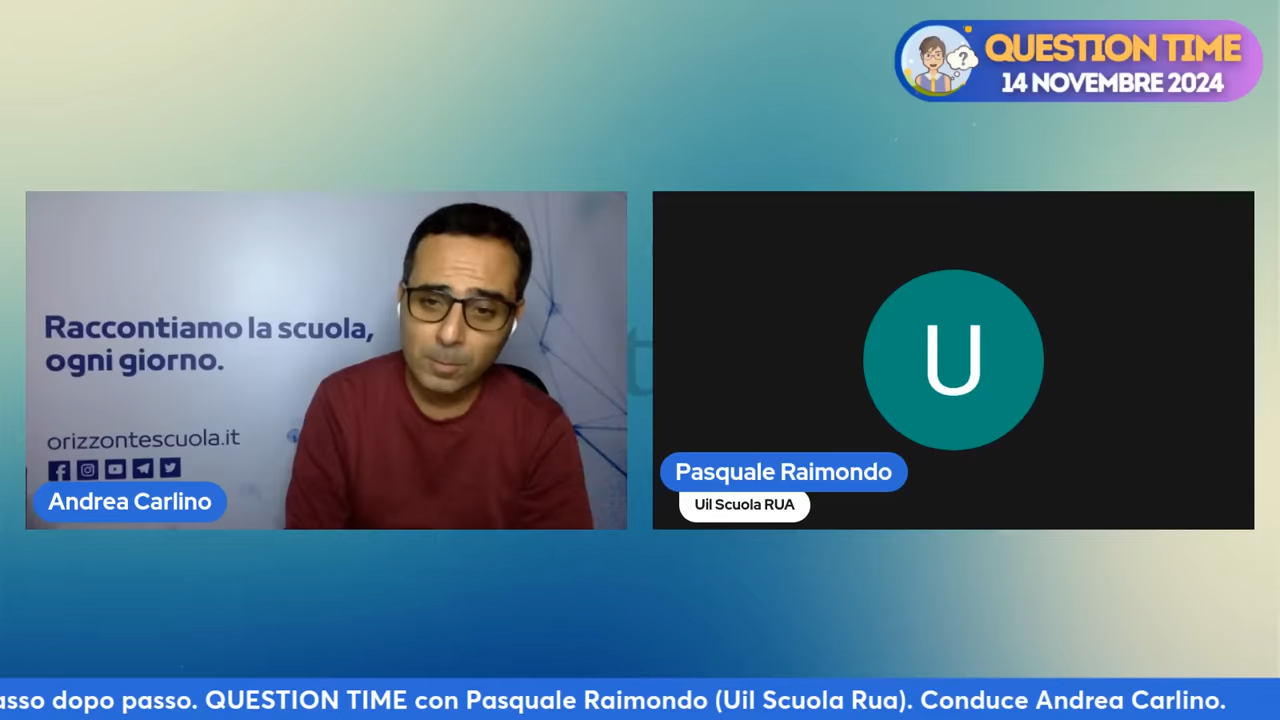 QUESTION TIME
14 NOVEMBRE 2024
Raccontiamo la scuola,
ogni giorno.
orizzontescuola.it
Andrea Carlino
U
Pasquale Raimondo
Uil Scuola RUA
asso dopo passo. QUESTION TIME con Pasquale Raimondo (Uil Scuola Rua). Conduce Andrea Carlino.